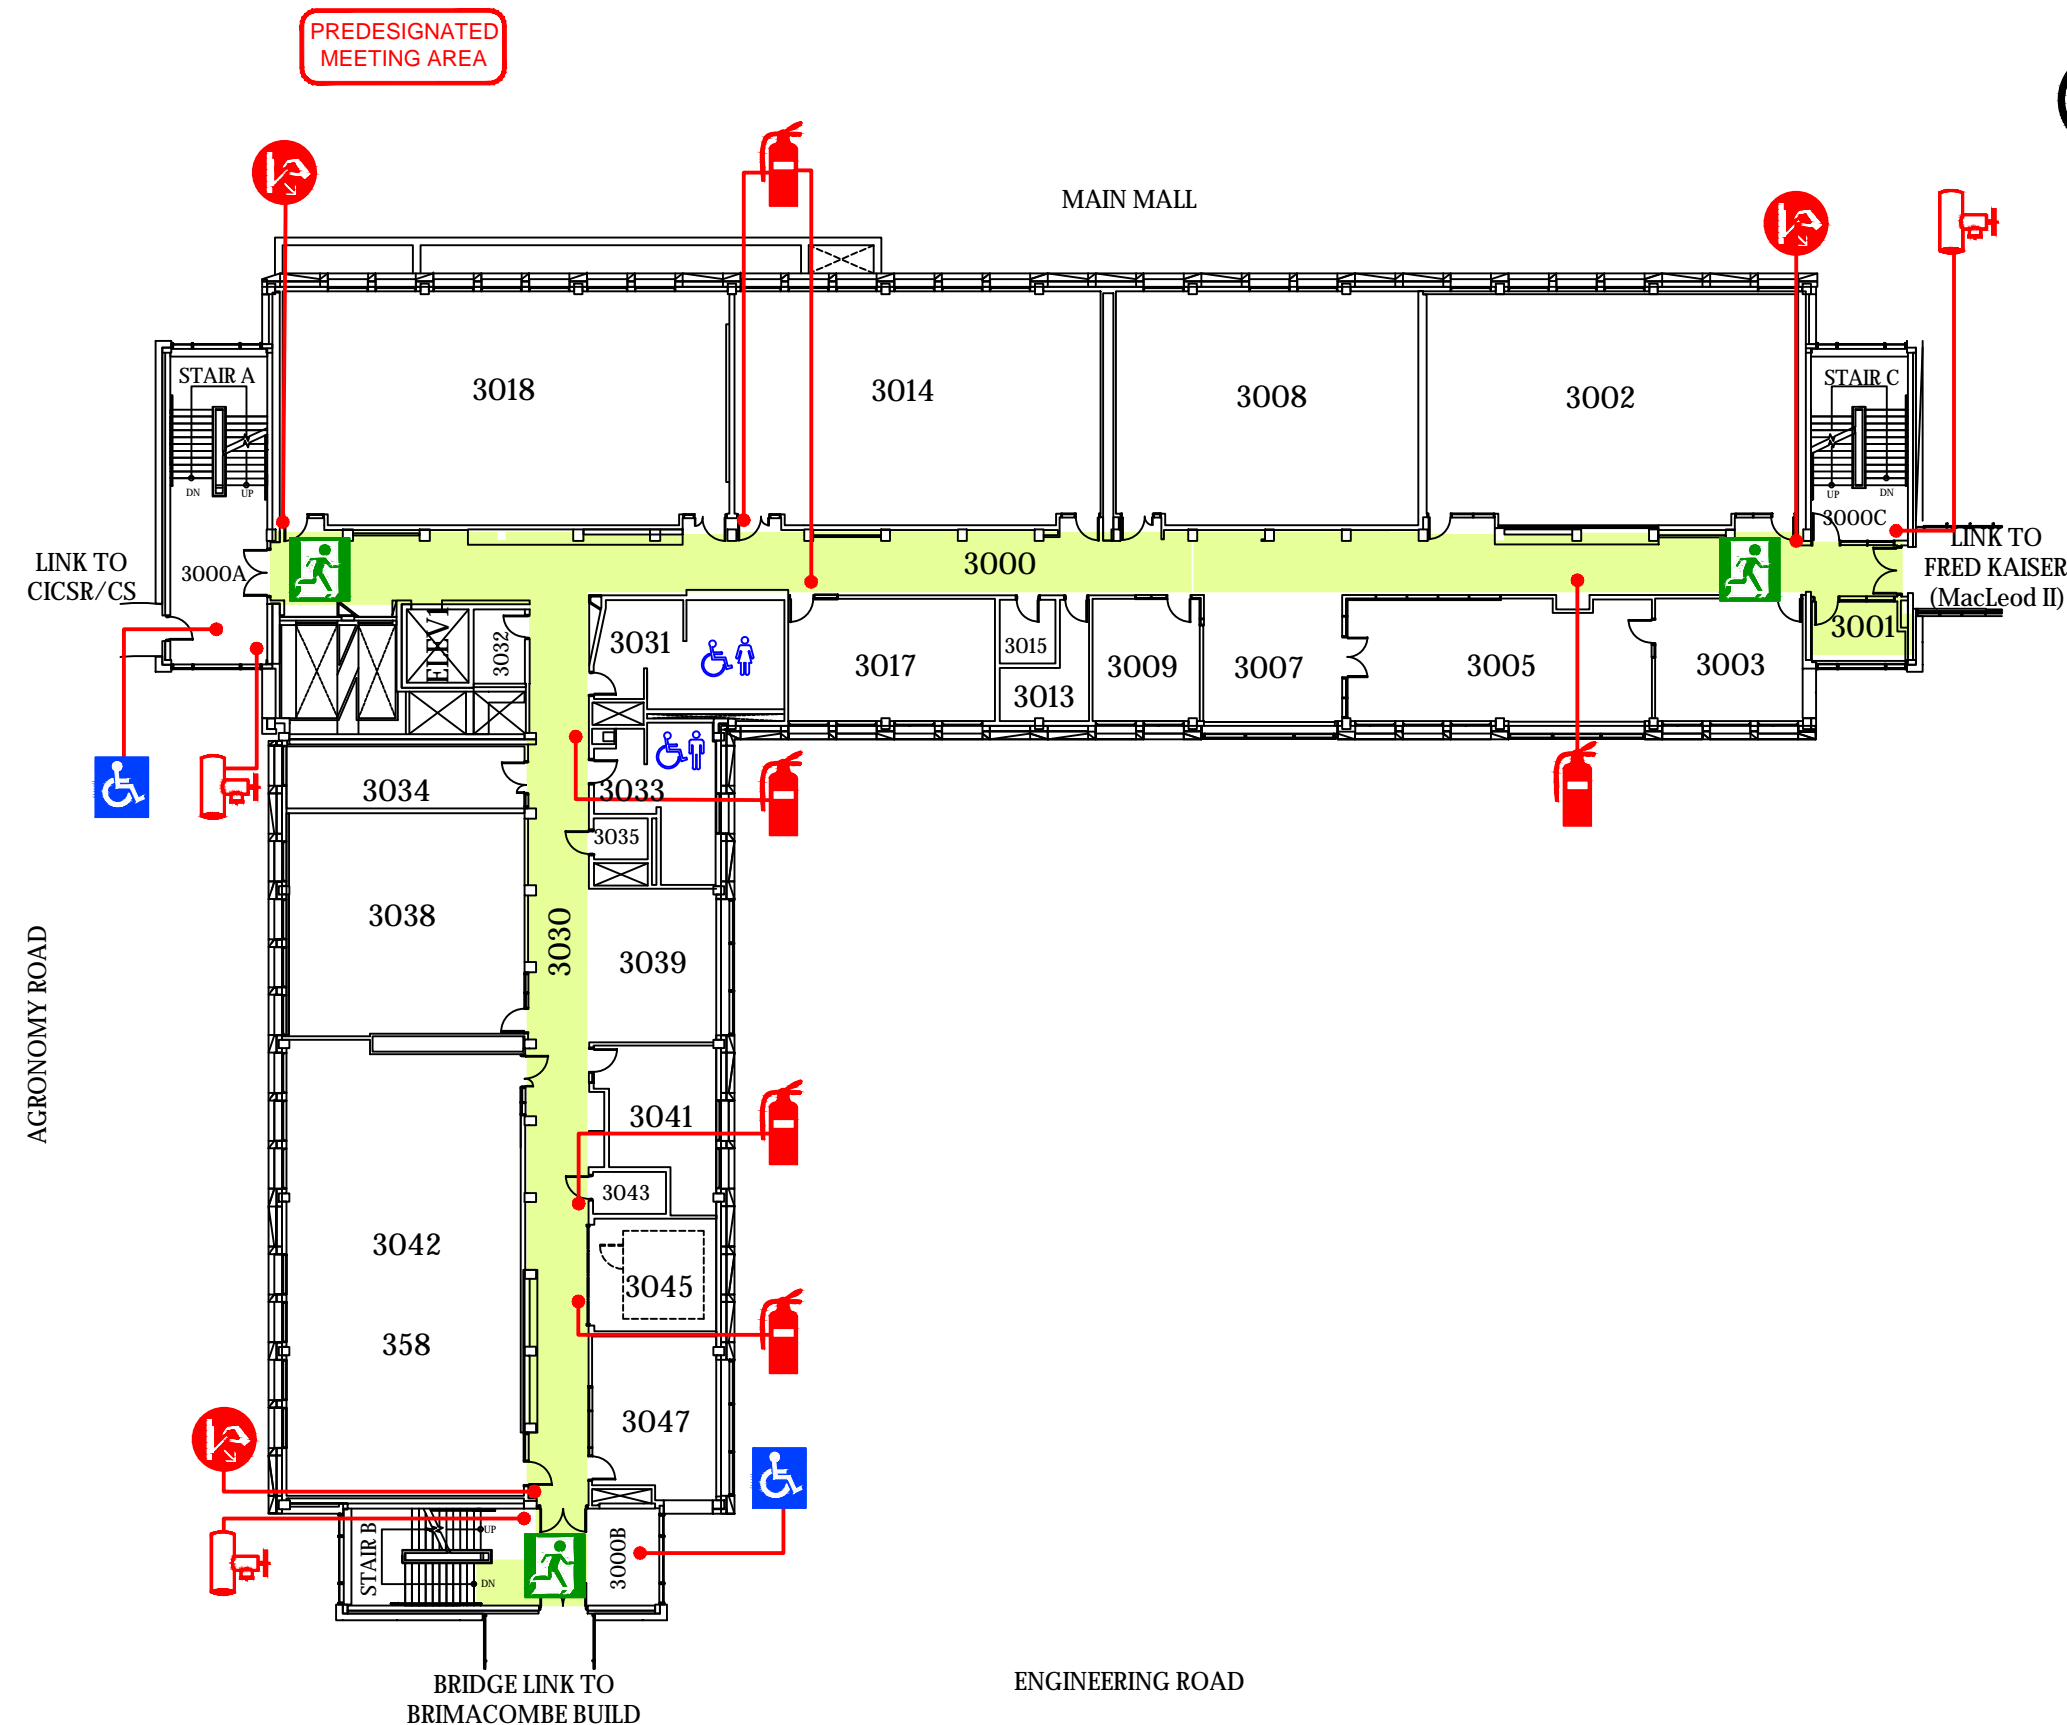 PREDESIGNATED
MEETING AREA
MAIN MALL
STAIR A
3018
3014
3008
3002
STAIR C
DN
UP
UP
DN
3000C
LINK TO
CICSR/CS
3000A
3000
LINK TO
FRED KAISER
(MacLeod II)
ELEV
3032
3031
3017
3015
3013
3009
3007
3005
3003
3001
3034
3033
3035
3038
3030
3039
AGRONOMY ROAD
3041
3043
3042
3045
358
3047
STAIR B
UP
DN
3000B
BRIDGE LINK TO
BRIMACOMBE BUILD
ENGINEERING ROAD